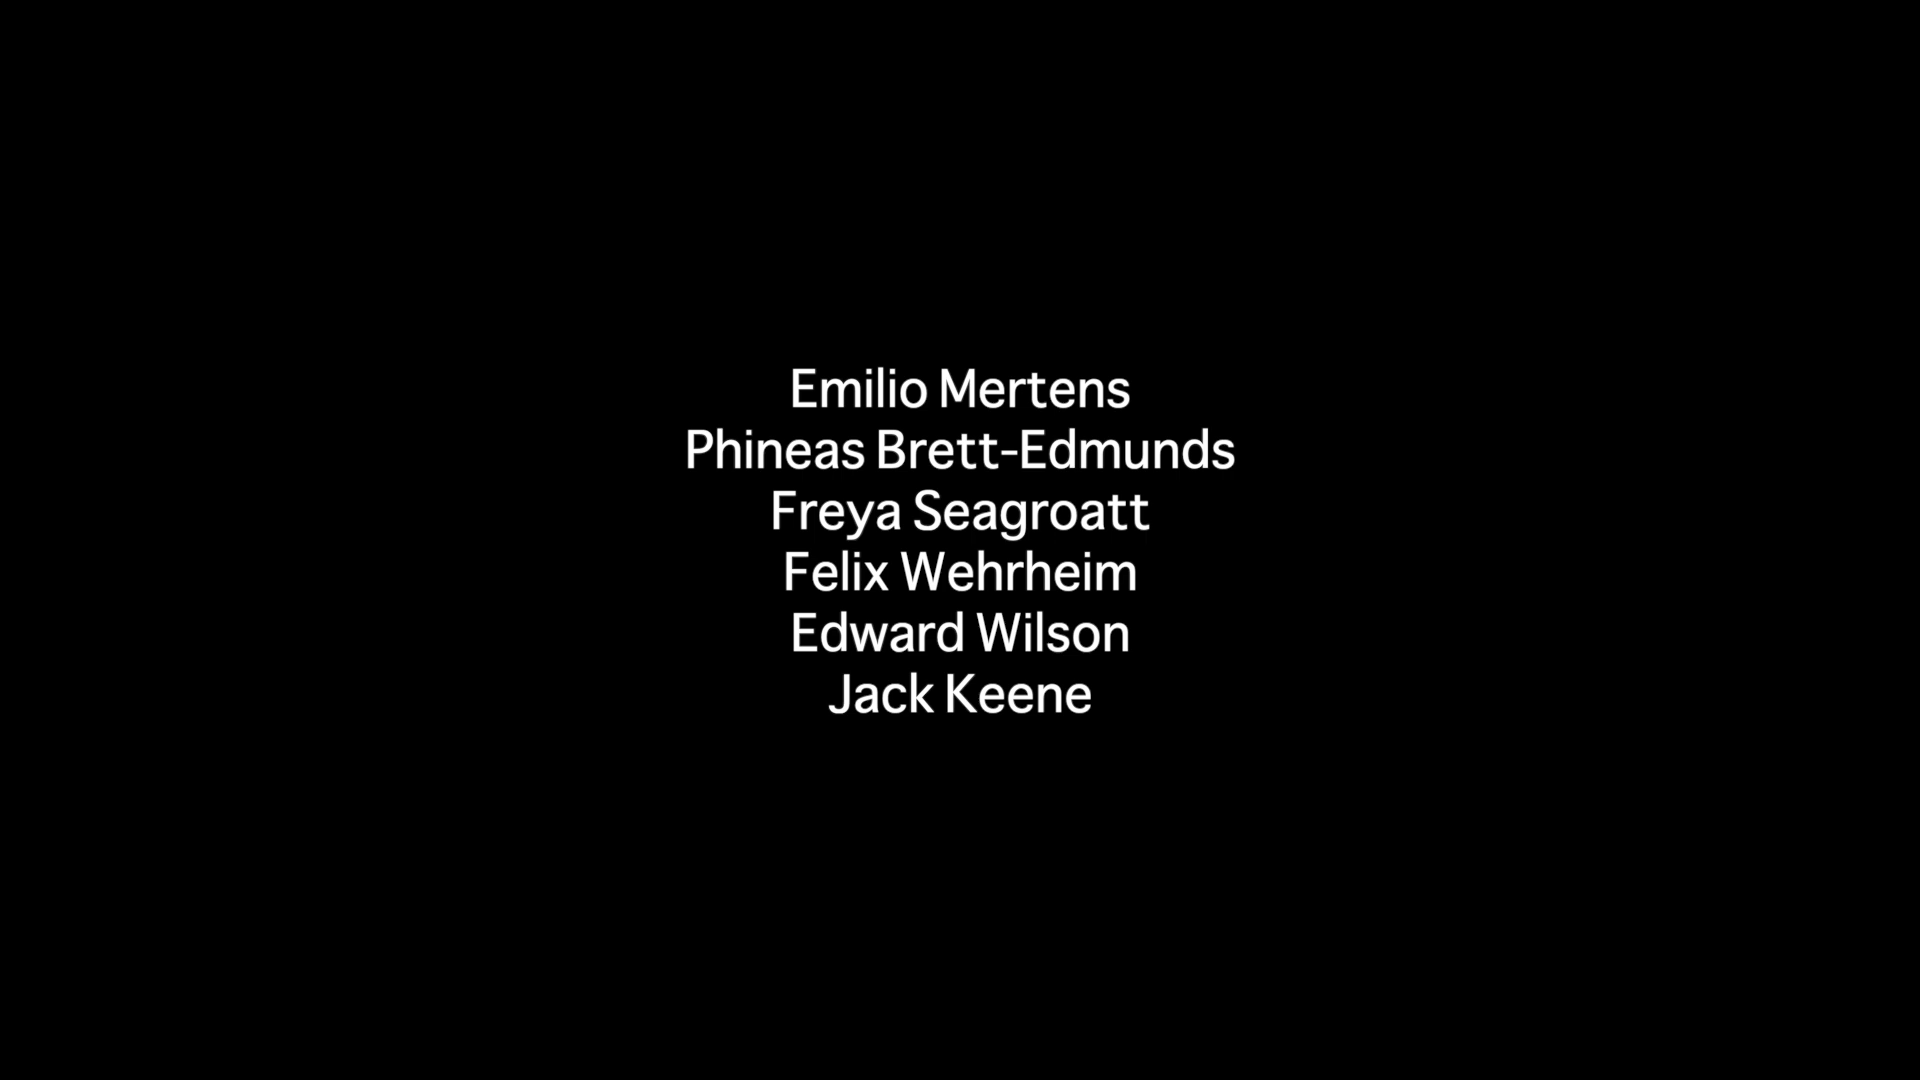 Emilio Mertens
Phineas Brett-Edmunds
Freya Seagroatt
Felix Wehrheim
Edward Wilson
Jack Keene